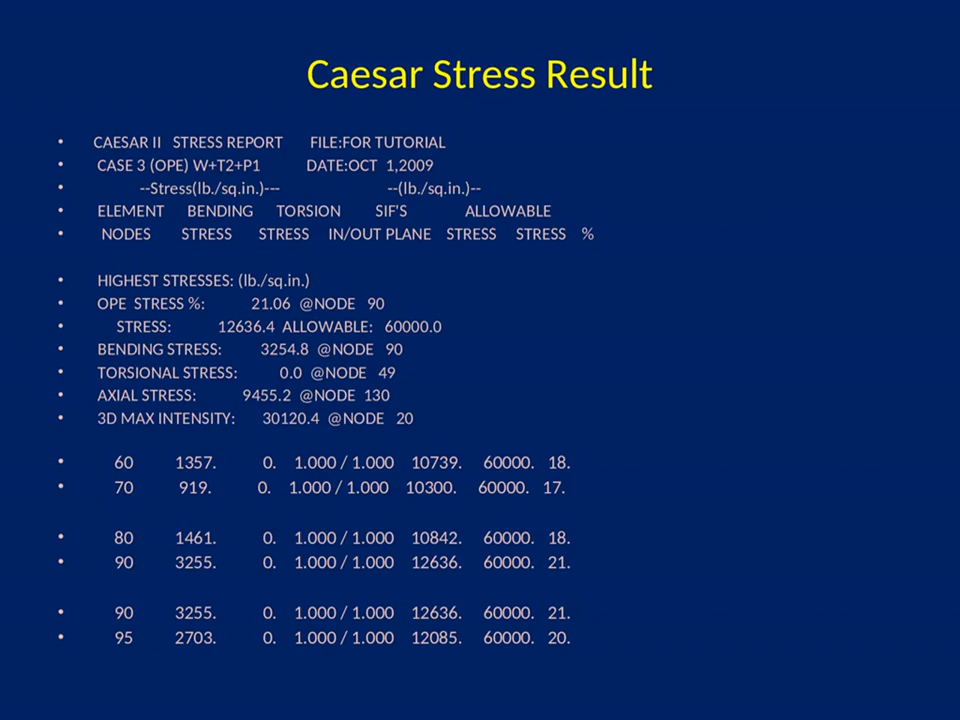 Caesar Stress Result
• CAESAR II STRESS REPORT FILE:FOR TUTORIAL
• CASE 3 (OPE) W+T2+P1 DATE:OCT 1,2009
• --Stress(lb./sq.in.)--- --(lb./sq.in.)--
• ELEMENT BENDING TORSION SIF'S ALLOWABLE
• NODES STRESS STRESS IN/OUT PLANE STRESS STRESS %
• HIGHEST STRESSES: (lb./sq.in.)
• OPE STRESS %: 21.06 @NODE 90
• STRESS: 12636.4 ALLOWABLE: 60000.0
• BENDING STRESS: 3254.8 @NODE 90
• TORSIONAL STRESS: 0.0 @NODE 49
• AXIAL STRESS: 9455.2 @NODE 130
• 3D MAX INTENSITY: 30120.4 @NODE 20
• 60 1357. 0. 1.000 / 1.000 10739. 60000. 18.
• 70 919. 0. 1.000 / 1.000 10300. 60000. 17.
• 80 1461. 0. 1.000 / 1.000 10842. 60000. 18.
• 90 3255. 0. 1.000 / 1.000 12636. 60000. 21.
• 90 3255. 0. 1.000 / 1.000 12636. 60000. 21.
• 95 2703. 0. 1.000 / 1.000 12085. 60000. 20.